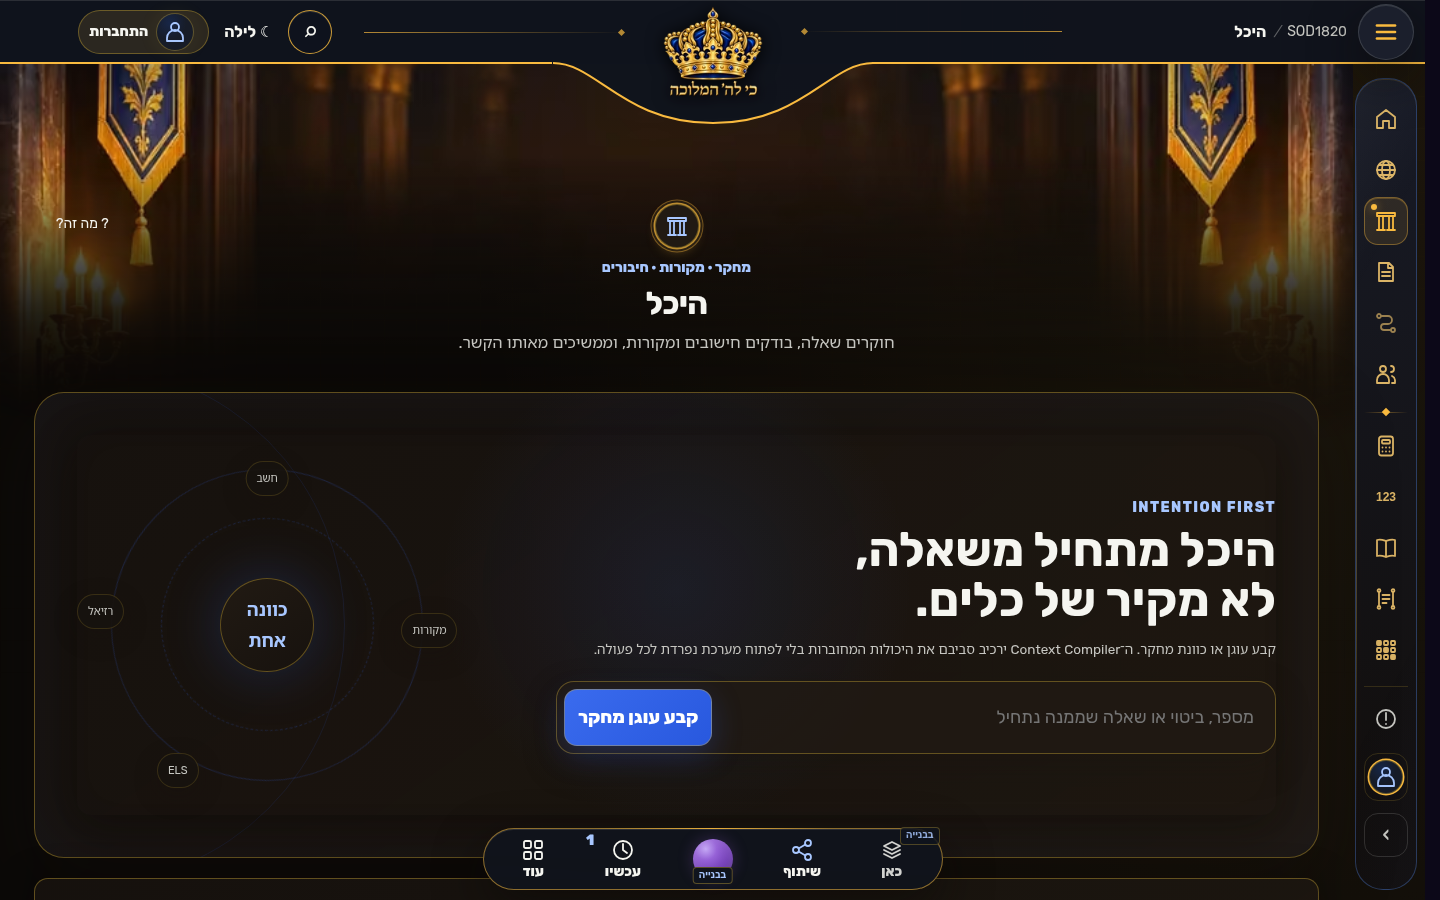 SOD1820 / היכל
☾ לילה
התחברות
כי לה' המלוכה
? מה זה?
מחקר • מקורות • חיבורים
היכל
חוקרים שאלה, בודקים חישובים ומקורות, וממשיכים מאותו הקשר.
123
INTENTION FIRST
היכל מתחיל משאלה,
לא מקיר של כלים.
קבע עוגן או כוונת מחקר. ה־Context Compiler ירכיב סביבם את היכולות המחוברות בלי לפתוח מערכת נפרדת לכל פעולה.
מספר, ביטוי או שאלה שממנה נתחיל
קבע עוגן מחקר
חשב
מקורות
רזיאל
כוונה
אחת
ELS
בבנייה
כאן
שיתוף
בבנייה
1
עכשיו
עוד